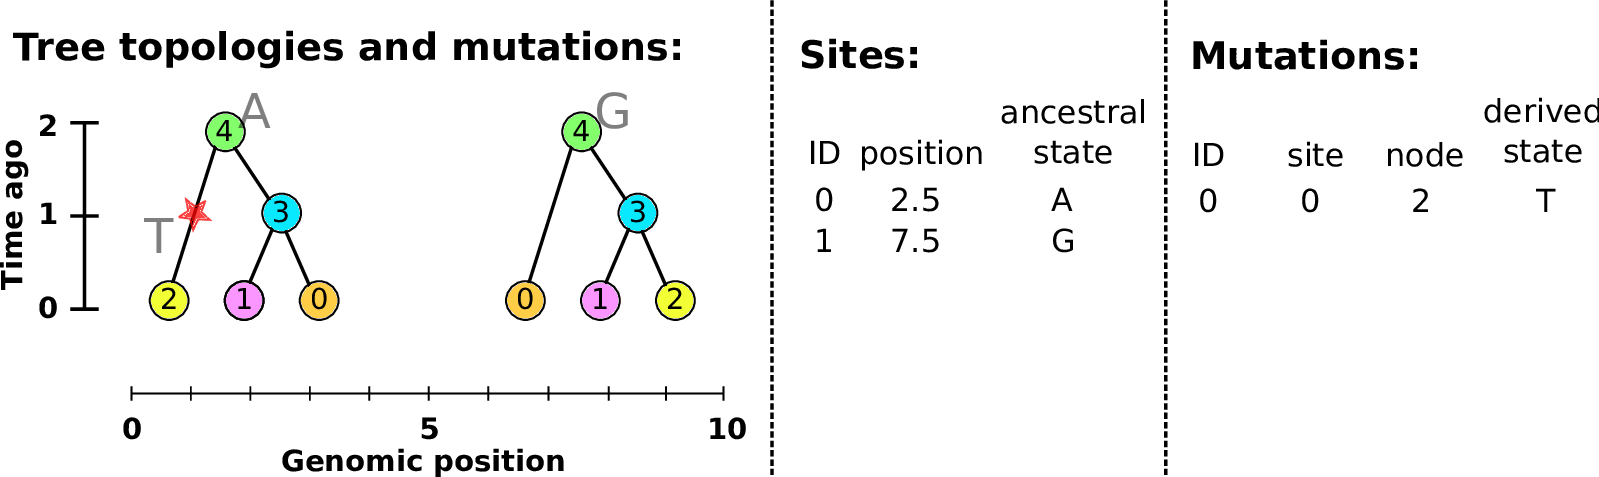 Tree topologies and mutations:
A
G
2
4
4
Time ago
1
3
3
T
0
2
1
0
0
1
2
0
5
10
Genomic position
Sites:
ancestral
ID position state
0 2.5 A
1 7.5 G
Mutations:
derived
ID site node state
0 0 2 T